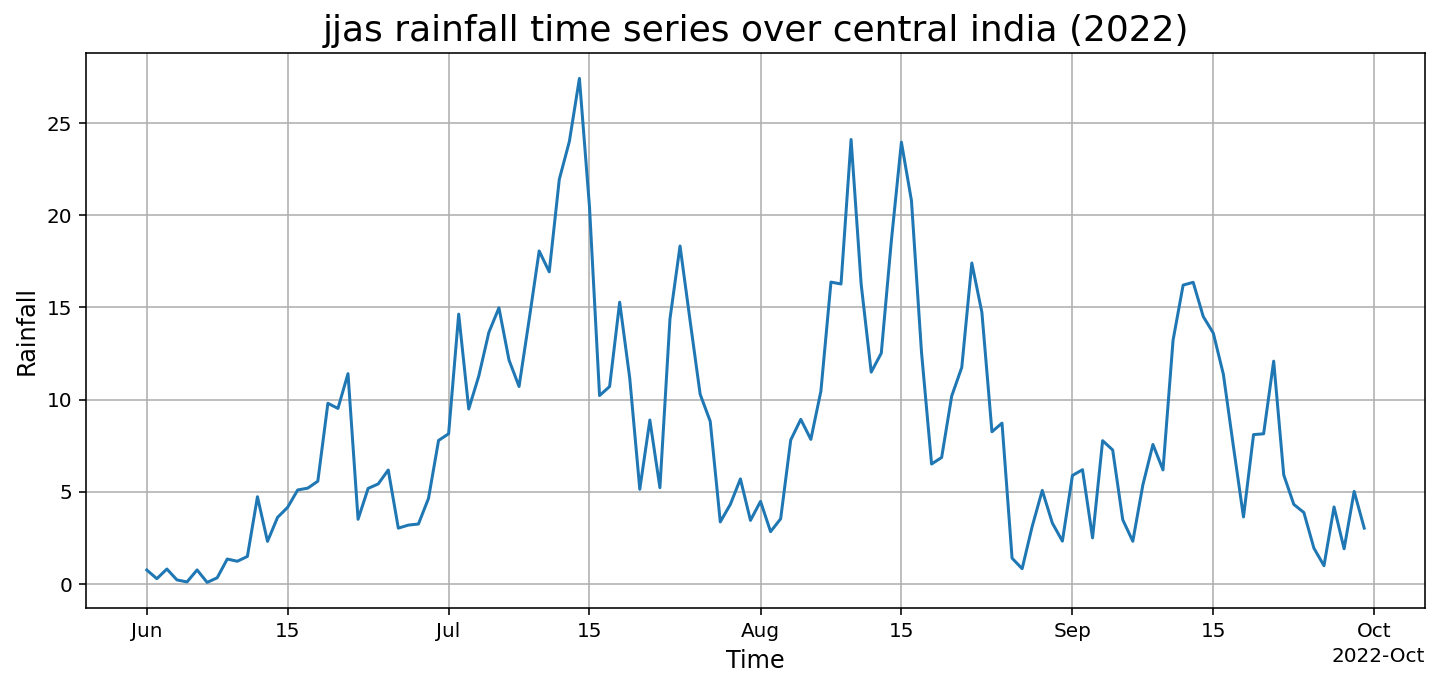 jjas rainfall time series over central india (2022)
Rainfall
25
20
15
10
5
0
Jun 15 Jul 15 Aug 15 Sep 15 Oct
Time
2022-Oct